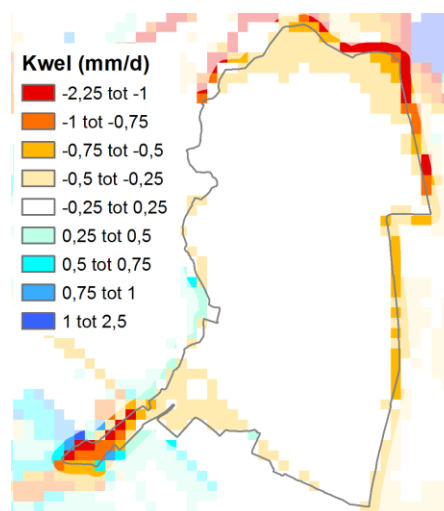 Kwel (mm/d)
-2,25 tot -1
-1 tot -0,75
-0,75 tot -0,5
-0,5 tot -0,25
-0,25 tot 0,25
0,25 tot 0,5
0,5 tot 0,75
0,75 tot 1
1 tot 2,5